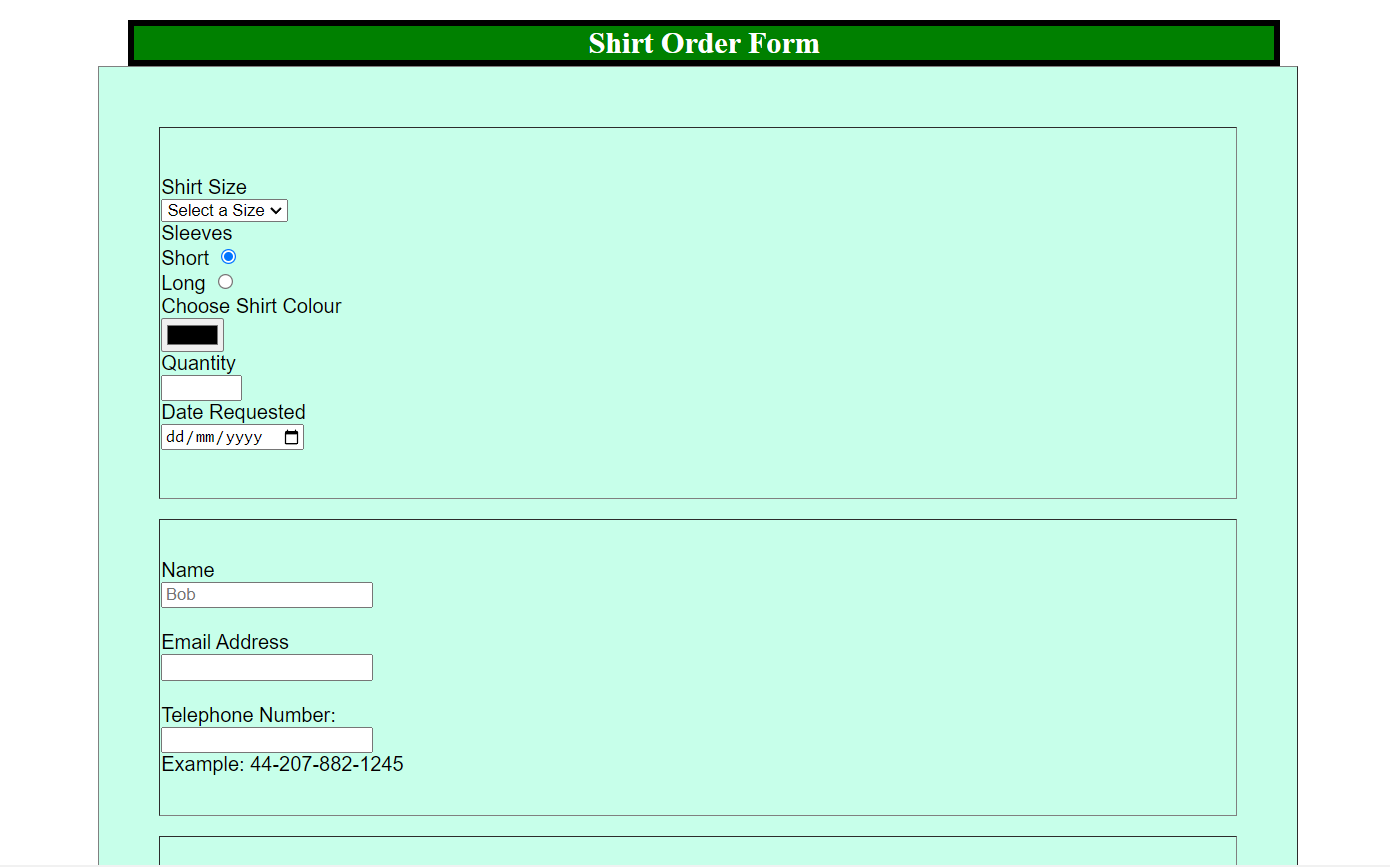 Shirt Order Form
Shirt Size
Select a Size
Sleeves
Short
Long
Choose Shirt Colour
Quantity
Date Requested
dd/mm/yyyy
Name
Bob
Email Address
Telephone Number:
Example: 44-207-882-1245